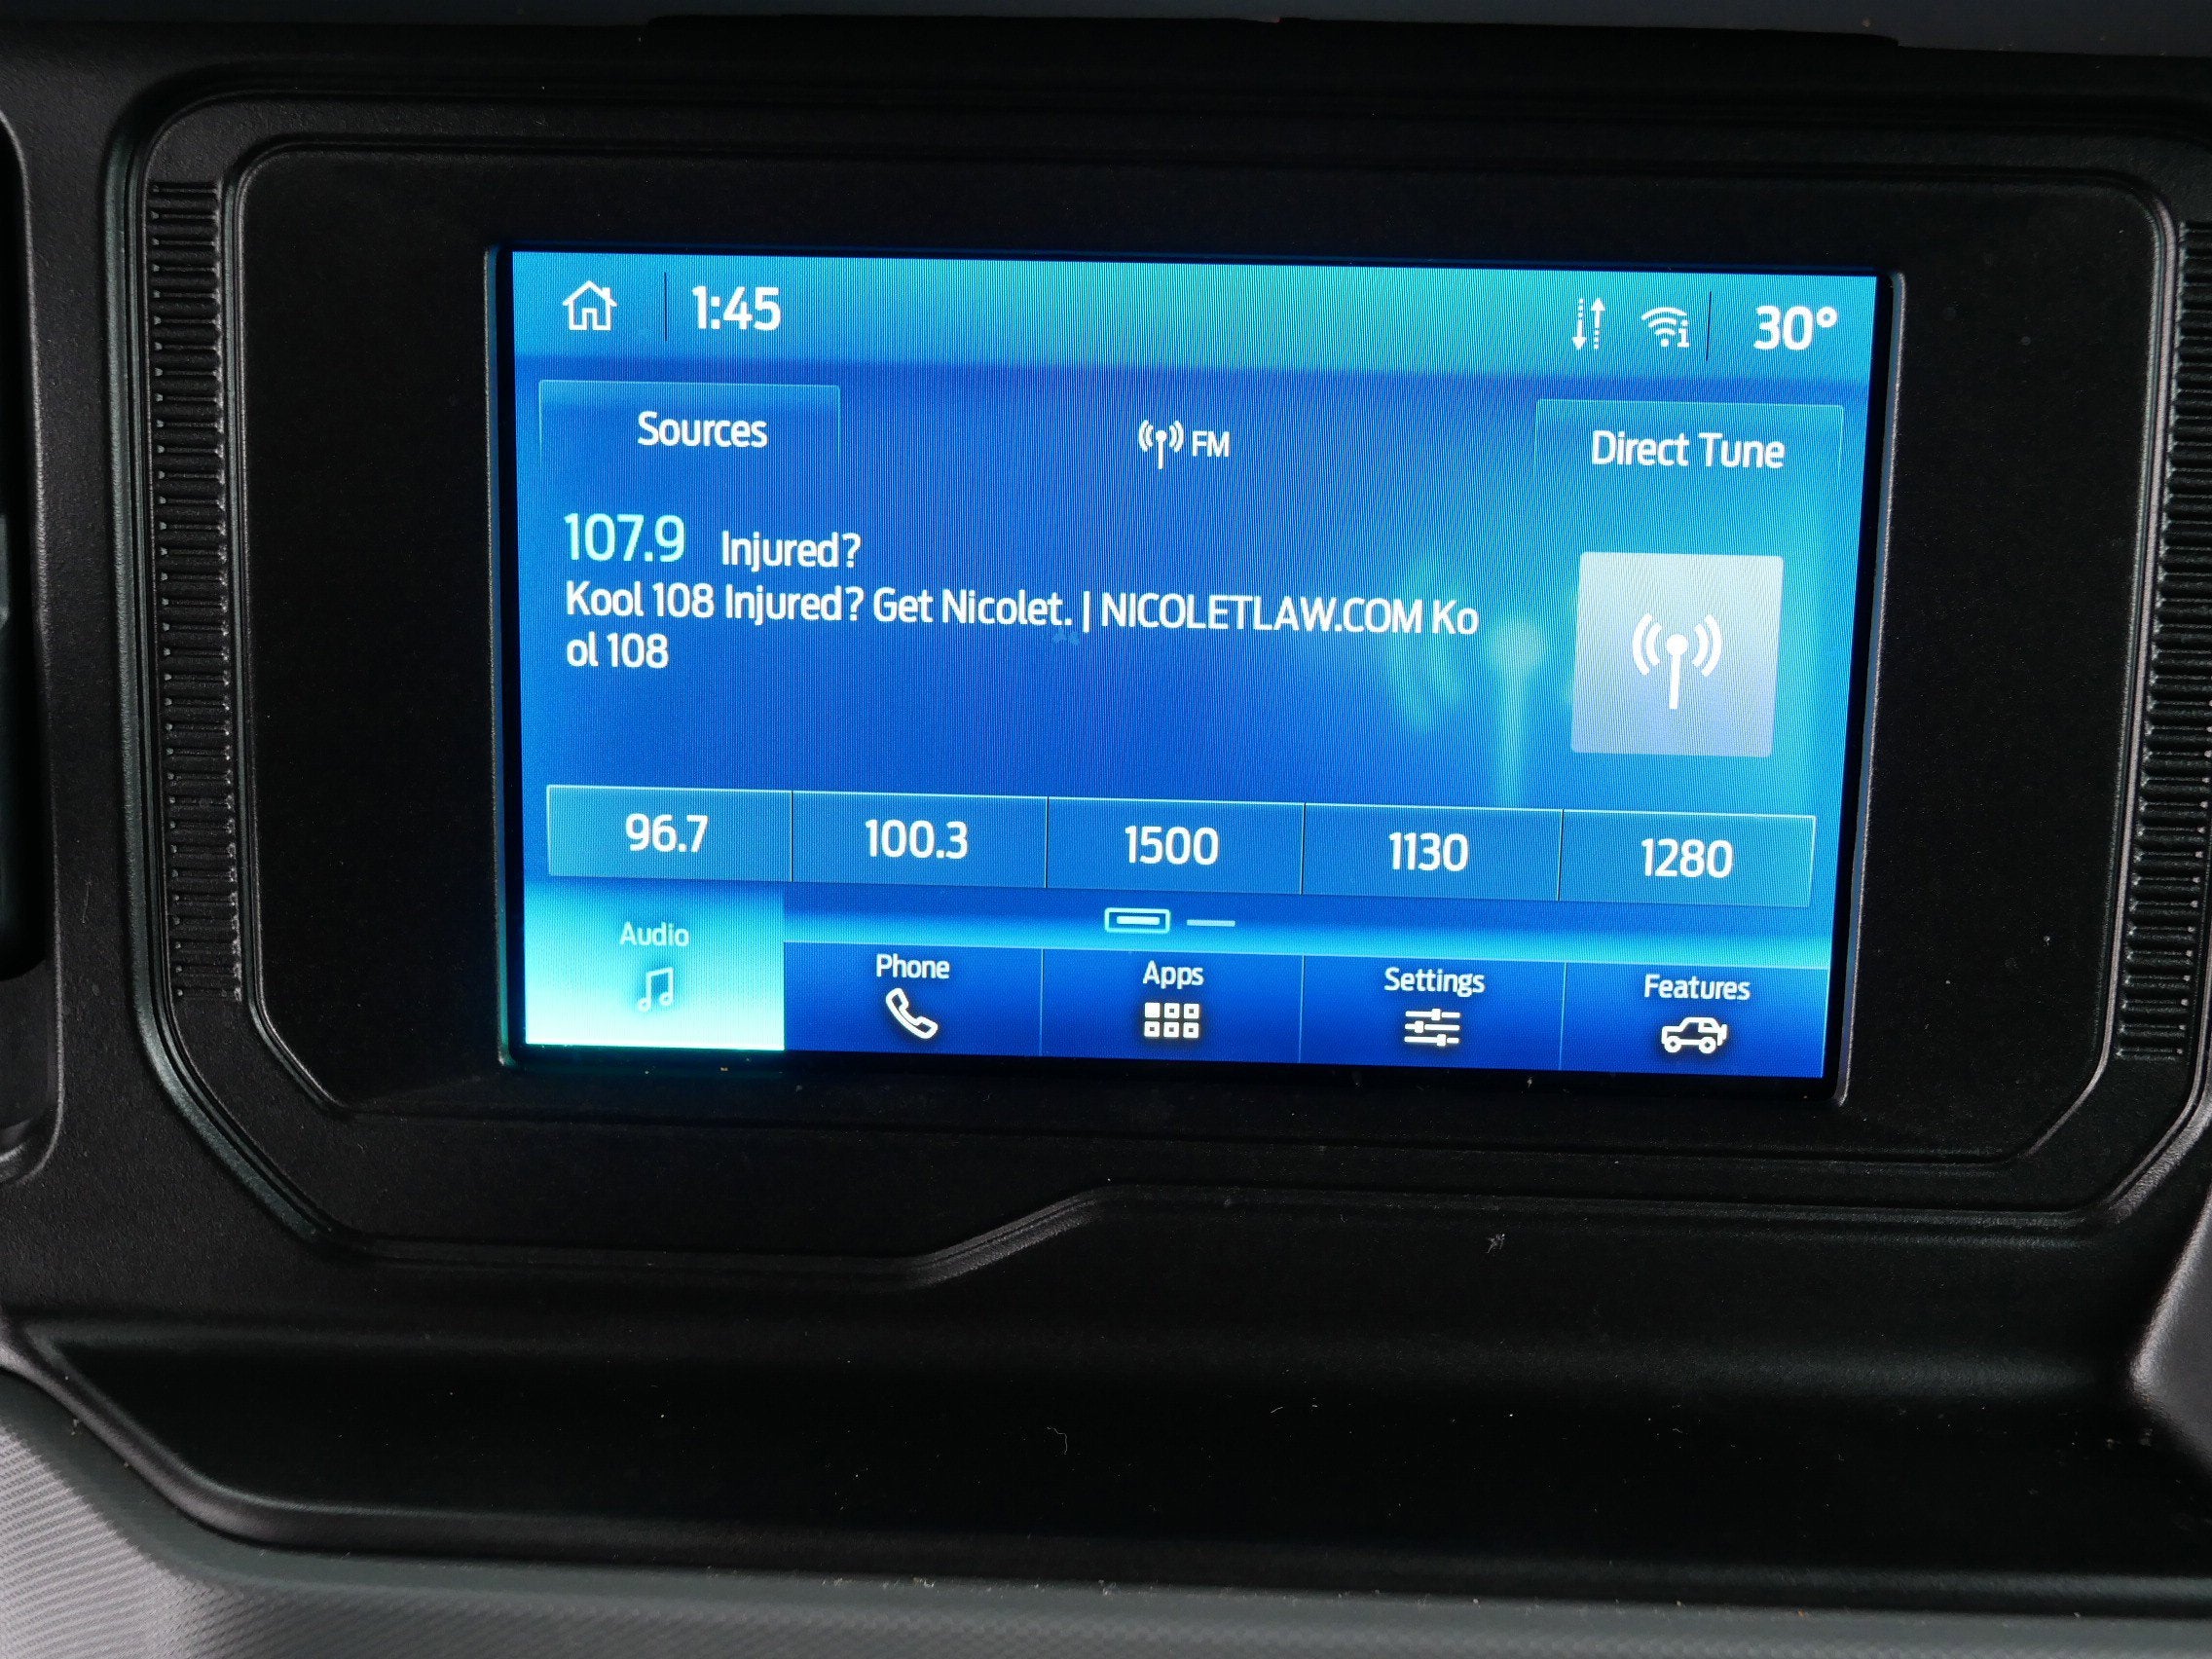 1:45 30°
Sources FM Direct Tune
107.9 Injured?
Kool 108 Injured? Get Nicolet. | NICOLETLAW.COM Ko
ol 108
96.7 100.3 1500 1130 1280
Audio Phone Apps Settings Features